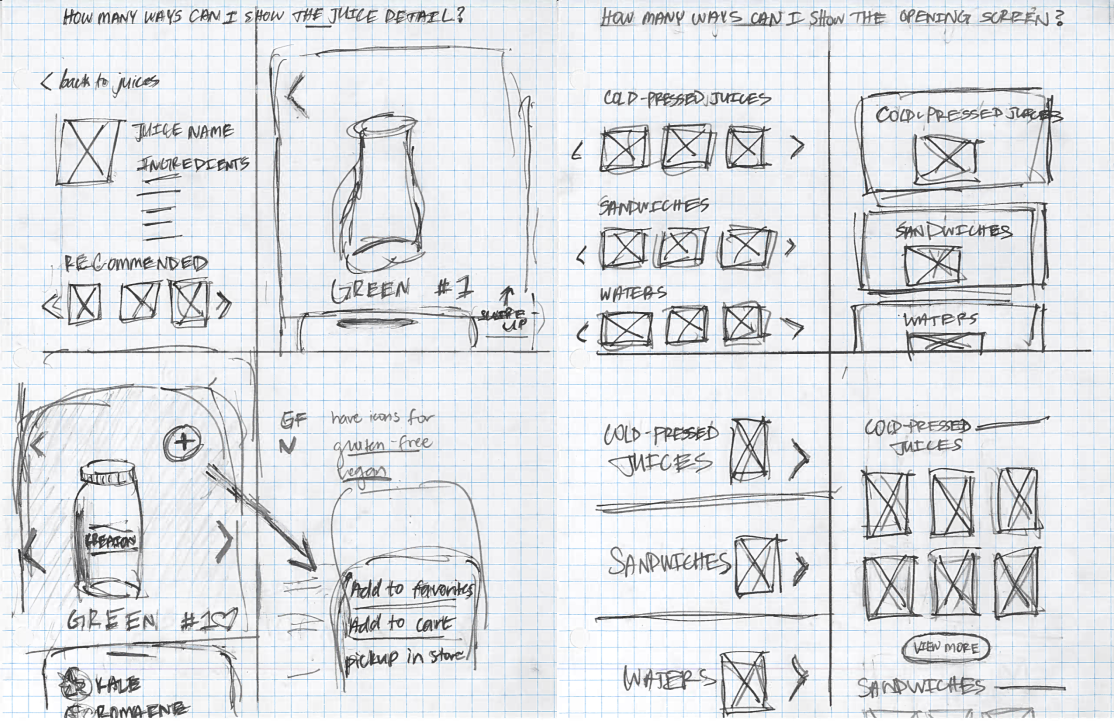 HOW MANY WAYS CAN I SHOW THE JUICE DETAIL?
< back to juices
JUICE NAME
INGREDIENTS
RECOMMENDED
GREEN #1
SWIPE
UP
GF have icons for
V gluten-free
vegan
CREATION
GREEN #1
KALE
ROMAINE
Add to favorites
Add to cart
pickup in store
HOW MANY WAYS CAN I SHOW THE OPENING SCREEN?
COLD-PRESSED JUICES
SANDWICHES
WATERS
COLD-PRESSED JUICES
SANDWICHES
WATERS
COLD-PRESSED
JUICES
SANDWICHES
WATERS
COLD-PRESSED
JUICES
VIEW MORE
SANDWICHES